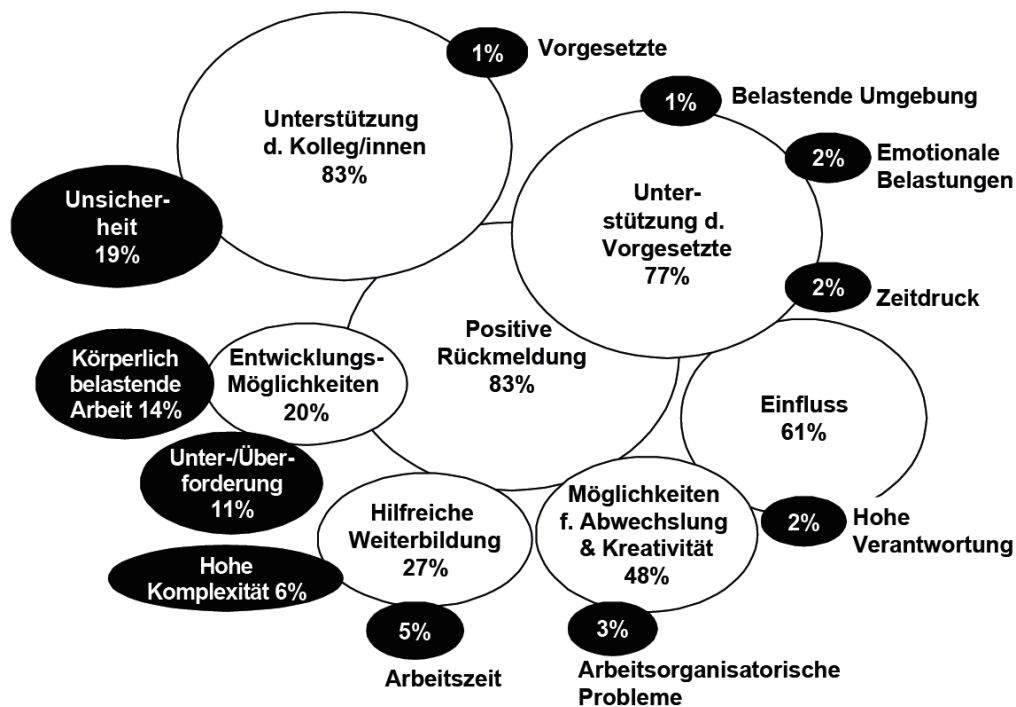 1%
Vorgesetzte
Unterstützung
d. Kolleg/innen
83%
1%
Belastende Umgebung
2%
Emotionale
Belastungen
Unsicher-
heit
19%
Unter-
stützung d.
Vorgesetzte
77%
2%
Zeitdruck
Positive
Rückmeldung
83%
Körperlich
belastende
Arbeit 14%
Entwicklungs-
Möglichkeiten
20%
Einfluss
61%
Unter-/Über-
forderung
11%
Hilfreiche
Weiterbildung
27%
Möglichkeiten
f. Abwechslung
& Kreativität
48%
2%
Hohe
Verantwortung
Hohe
Komplexität 6%
5%
Arbeitszeit
3%
Arbeitsorganisatorische
Probleme